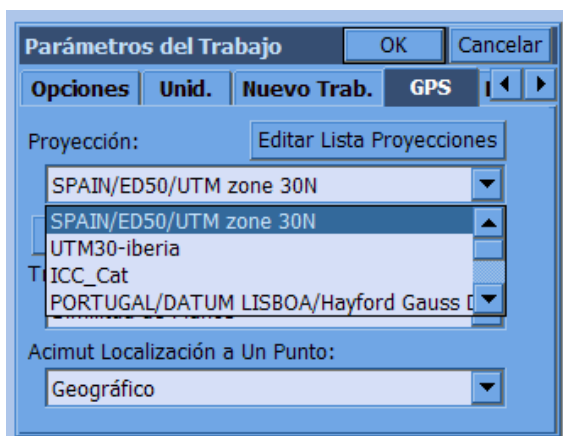 Parámetros del Trabajo OK Cancelar
Opciones Unid. Nuevo Trab. GPS
Proyección: Editar Lista Proyecciones
SPAIN/ED50/UTM zone 30N
SPAIN/ED50/UTM zone 30N
UTM30-iberia
ICC_Cat
PORTUGAL/DATUM LISBOA/Hayford Gauss
Acimut Localización a Un Punto:
Geográfico